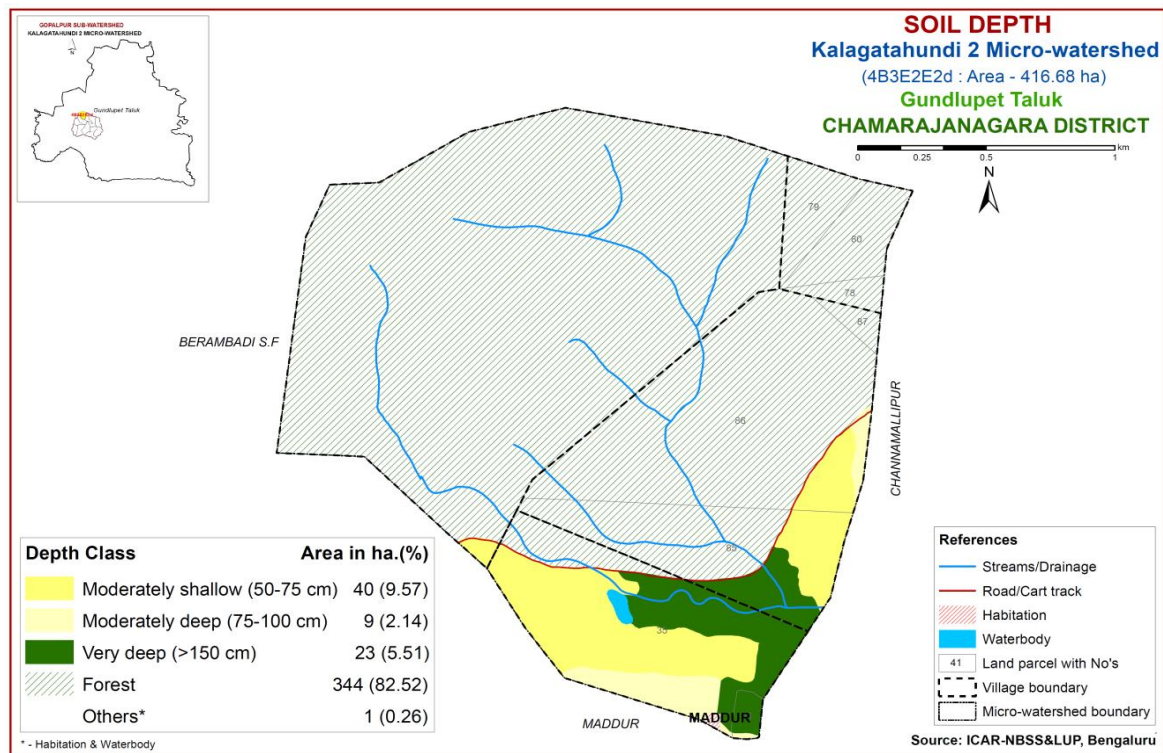 GOPALPUR SUB-WATERSHED
KALAGATAHUNDI 2 MICRO-WATERSHED
N
Gundlupet Taluk
SOIL DEPTH
Kalagatahundi 2 Micro-watershed
(4B3E2E2d : Area - 416.68 ha)
Gundlupet Taluk
CHAMARAJANAGARA DISTRICT
km
0 0.25 0.5 1
N
79
80
78
87
BERAMBADI S.F
86
CHANNAMALLIPUR
85
35
MADDUR
MADDUR
Depth Class Area in ha.(%)
Moderately shallow (50-75 cm) 40 (9.57)
Moderately deep (75-100 cm) 9 (2.14)
Very deep (>150 cm) 23 (5.51)
Forest 344 (82.52)
Others* 1 (0.26)
* - Habitation & Waterbody
References
Streams/Drainage
Road/Cart track
Habitation
Waterbody
41 Land parcel with No's
Village boundary
Micro-watershed boundary
Source: ICAR-NBSS&LUP, Bengaluru